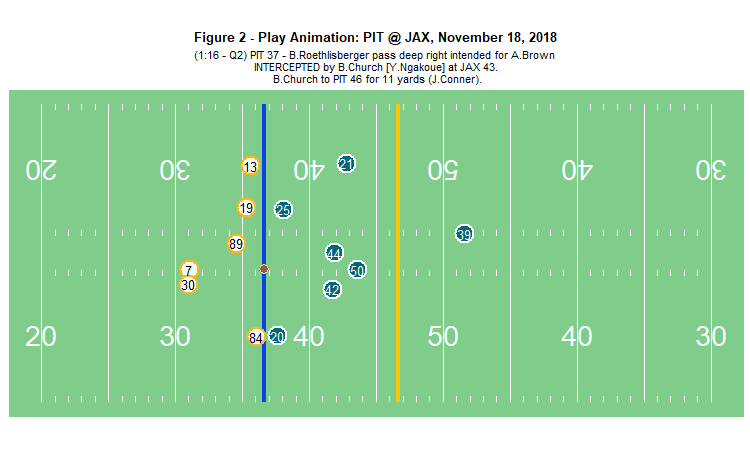 Figure 2 - Play Animation: PIT @ JAX, November 18, 2018
(1:16 - Q2) PIT 37 - B.Roethlisberger pass deep right intended for A.Brown
INTERCEPTED by B.Church [Y.Ngakoue] at JAX 43.
B.Church to PIT 46 for 11 yards (J.Conner).
20 30 40 50 40 30
13 21
19 25
39
89
44
7 50
30 42
84 20
20 30 40 50 40 30